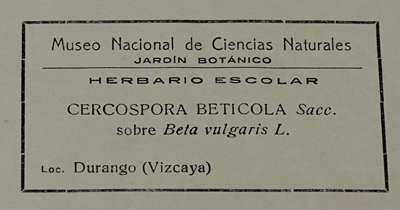 Museo Nacional de Ciencias Naturales
JARDÍN BOTÁNICO
HERBARIO ESCOLAR
CERCOSPORA BETICOLA Sacc.
sobre Beta vulgaris L.
Loc. Durango (Vizcaya)